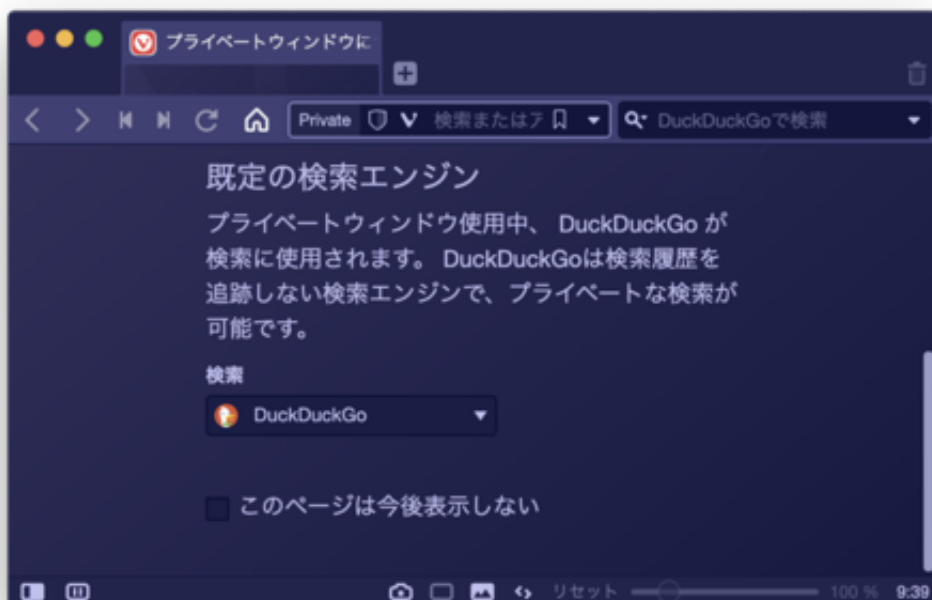 プライベートウィンドウに
Private 検索またはア DuckDuckGoで検索
既定の検索エンジン
プライベートウィンドウ使用中、 DuckDuckGo が
検索に使用されます。 DuckDuckGoは検索履歴を
追跡しない検索エンジンで、プライベートな検索が
可能です。
検索
DuckDuckGo
このページは今後表示しない
リセット 100 % 9:39